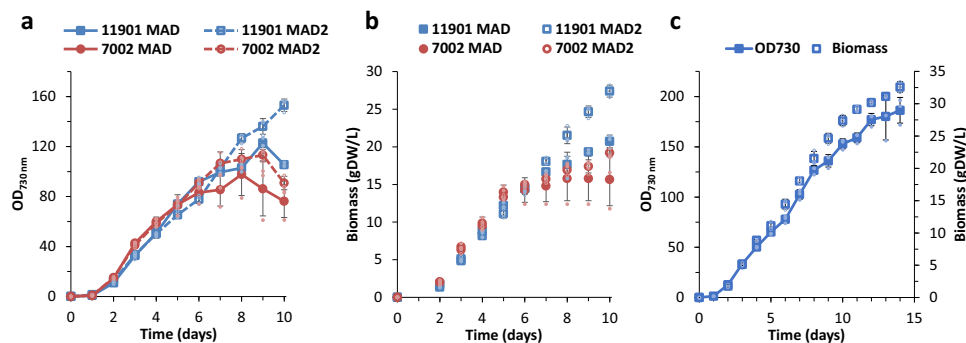 a
11901 MAD
11901 MAD2
7002 MAD
7002 MAD2
OD730 nm
160
120
80
40
0
0
2
4
6
8
10
Time (days)
b
11901 MAD
11901 MAD2
7002 MAD
7002 MAD2
Biomass (gDW/L)
30
25
20
15
10
5
0
0
2
4
6
8
10
Time (days)
c
OD730
Biomass
OD730 nm
200
150
100
50
0
35
30
25
20
15
10
5
0
Biomass (gDW/L)
0
5
10
15
Time (days)